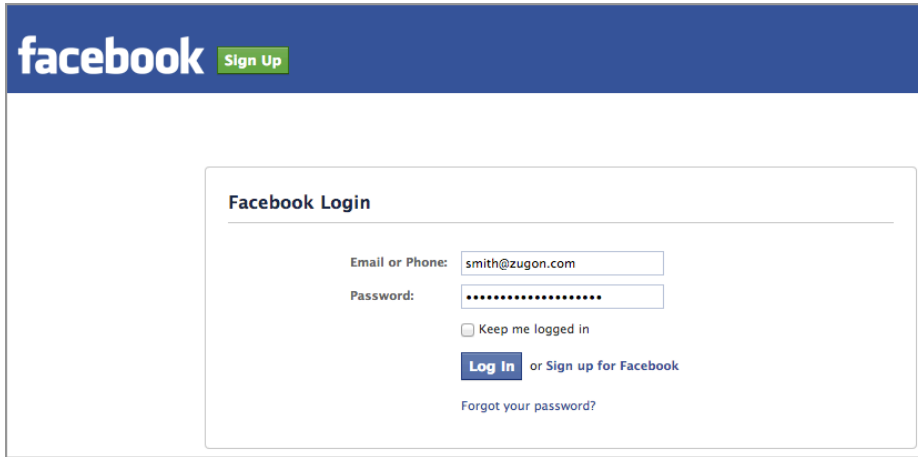 facebook Sign Up
Facebook Login
Email or Phone: smith@zugon.com
Password: ••••••••••••••••••••
Keep me logged in
Log In or Sign up for Facebook
Forgot your password?